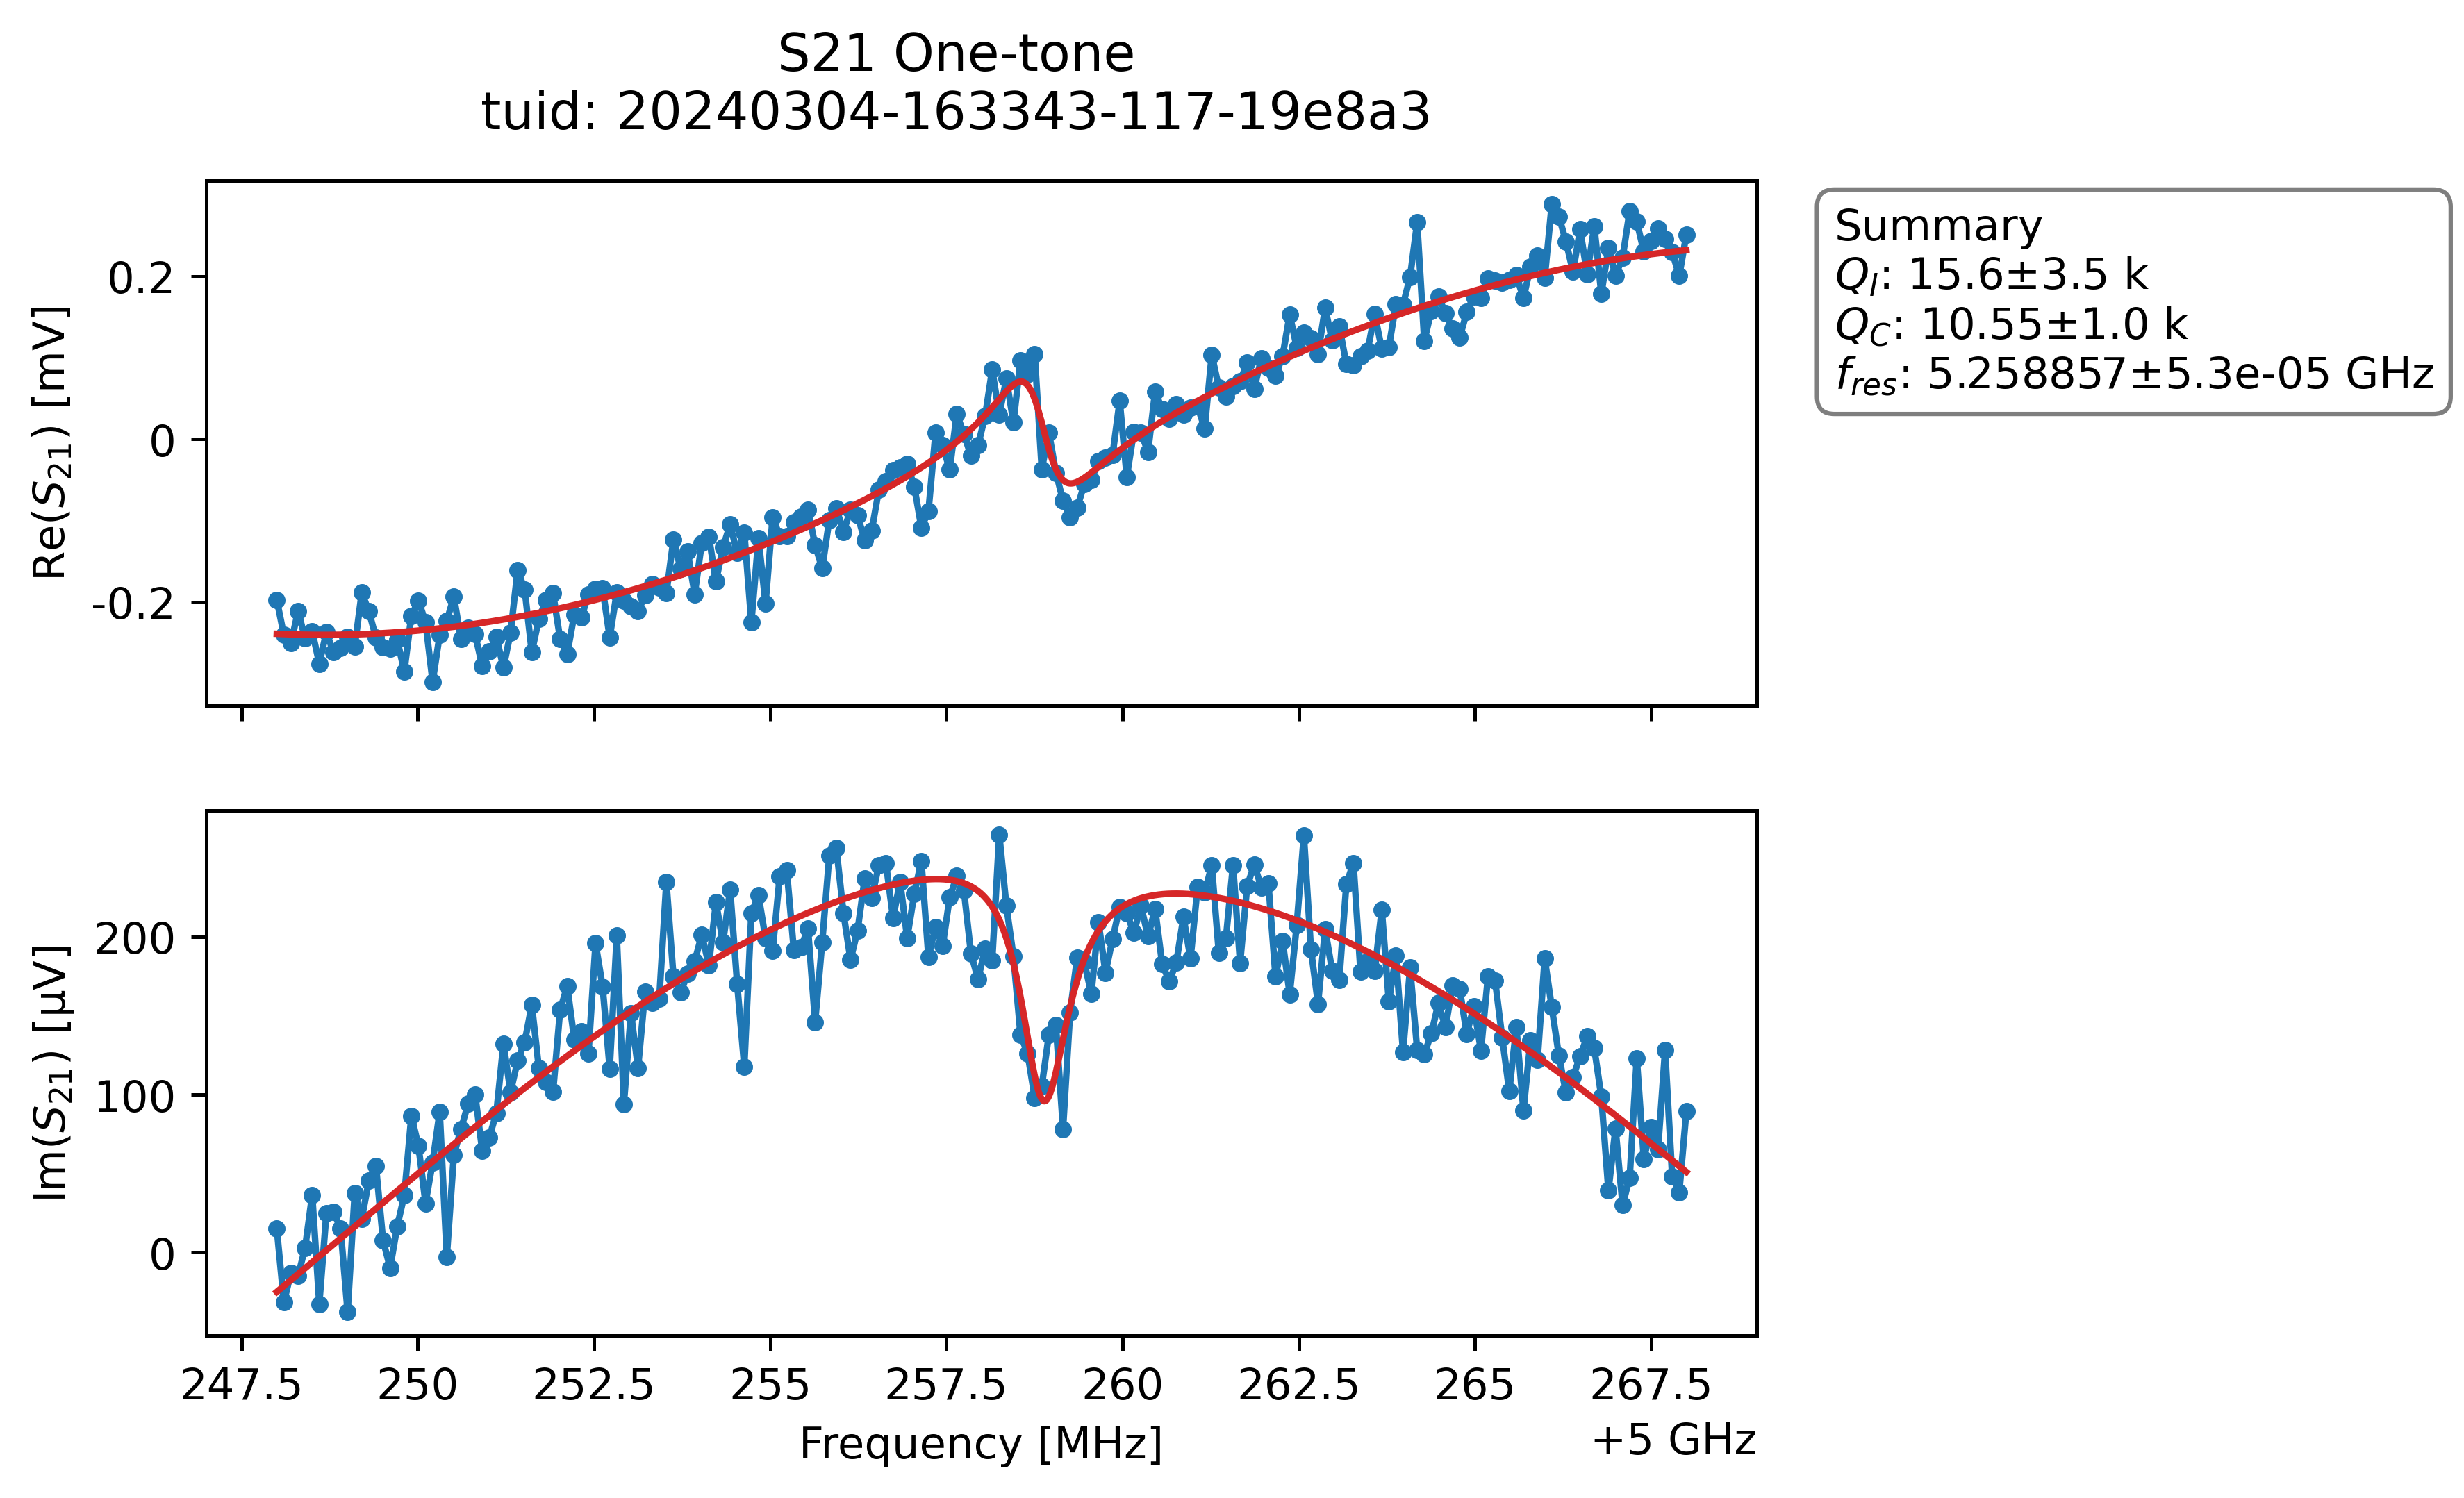 S21 One-tone
tuid: 20240304-163343-117-19e8a3
Re(S21) [mV]
0.2
0
-0.2
Summary
QI: 15.6±3.5 k
QC: 10.55±1.0 k
fres: 5.258857±5.3e-05 GHz
Im(S21) [µV]
200
100
0
247.5 250 252.5 255 257.5 260 262.5 265 267.5
Frequency [MHz]
+5 GHz